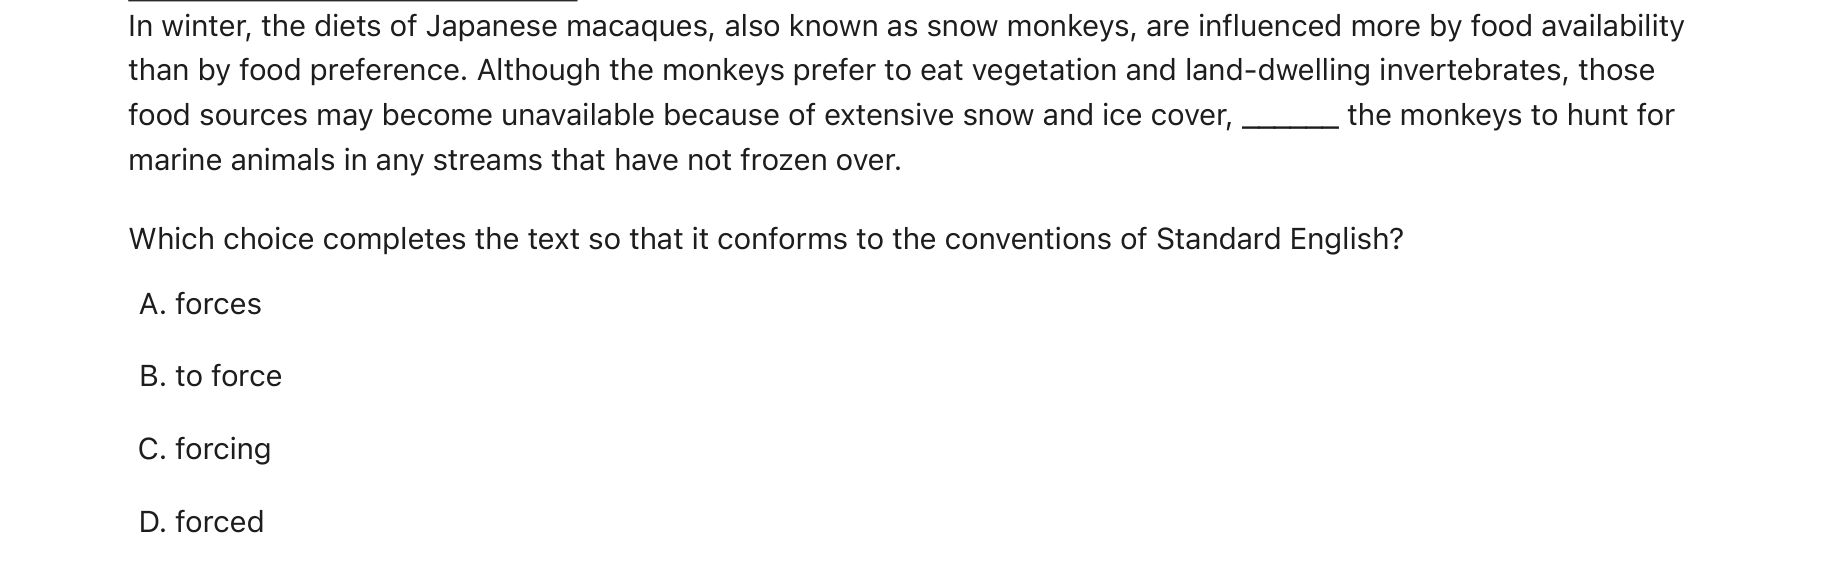 In winter, the diets of Japanese macaques, also known as snow monkeys, are influenced more by food availability
than by food preference. Although the monkeys prefer to eat vegetation and land-dwelling invertebrates, those
food sources may become unavailable because of extensive snow and ice cover, ______ the monkeys to hunt for
marine animals in any streams that have not frozen over.
Which choice completes the text so that it conforms to the conventions of Standard English?
A. forces
B. to force
C. forcing
D. forced